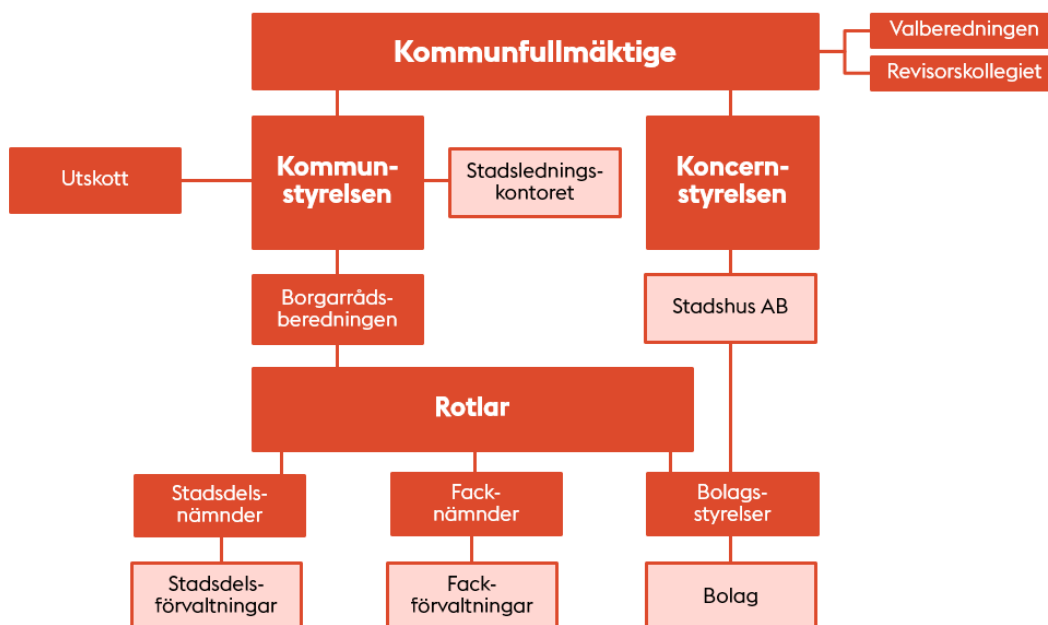 Kommunfullmäktige
Valberedningen
Revisorskollegiet
Utskott
Kommun-
styrelsen
Stadslednings-
kontoret
Koncern-
styrelsen
Borgarråds-
beredningen
Stadshus AB
Rotlar
Stadsdels-
nämnder
Fack-
nämnder
Bolags-
styrelser
Stadsdels-
förvaltningar
Fack-
förvaltningar
Bolag